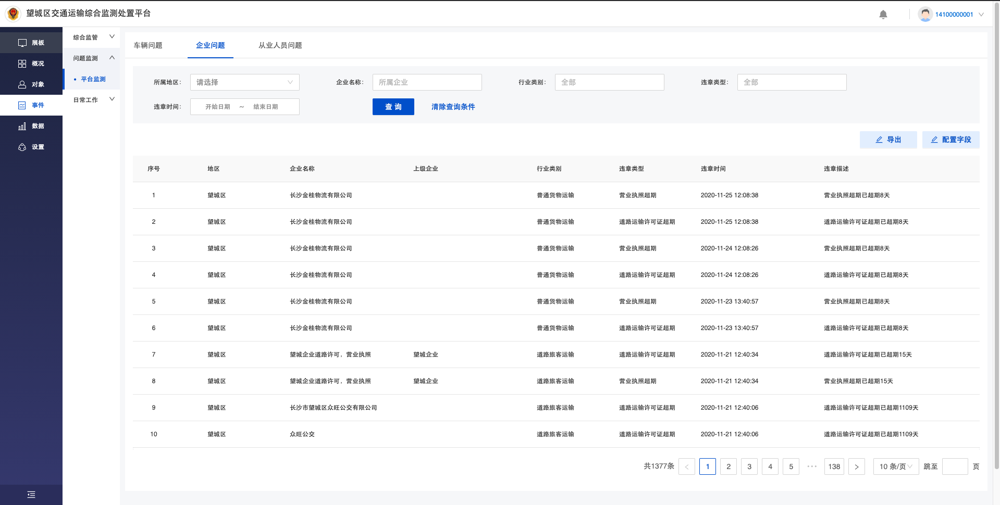 望城区交通运输综合监测处置平台
14100000001
展板
概况
对象
事件
数据
设置
综合监管
问题监测
平台监测
日常工作
车辆问题 企业问题 从业人员问题
所属地区： 请选择 企业名称： 所属企业 行业类别： 全部 违章类型： 全部
违章时间： 开始日期 ~ 结束日期 查 询 清除查询条件
导出 配置字段
序号 地区 企业名称 上级企业 行业类别 违章类型 违章时间 违章描述
1 望城区 长沙金桂物流有限公司 普通货物运输 营业执照超期 2020-11-25 12:08:38 营业执照超期已超期8天
2 望城区 长沙金桂物流有限公司 普通货物运输 道路运输许可证超期 2020-11-25 12:08:38 道路运输许可证超期已超期8天
3 望城区 长沙金桂物流有限公司 普通货物运输 营业执照超期 2020-11-24 12:08:26 营业执照超期已超期8天
4 望城区 长沙金桂物流有限公司 普通货物运输 道路运输许可证超期 2020-11-24 12:08:26 道路运输许可证超期已超期8天
5 望城区 长沙金桂物流有限公司 普通货物运输 营业执照超期 2020-11-23 13:40:57 营业执照超期已超期8天
6 望城区 长沙金桂物流有限公司 普通货物运输 道路运输许可证超期 2020-11-23 13:40:57 道路运输许可证超期已超期8天
7 望城区 望城企业道路许可，营业执照 望城企业 道路旅客运输 道路运输许可证超期 2020-11-21 12:40:34 道路运输许可证超期已超期15天
8 望城区 望城企业道路许可，营业执照 望城企业 道路旅客运输 营业执照超期 2020-11-21 12:40:34 营业执照超期已超期15天
9 望城区 长沙市望城区众旺公交有限公司 道路旅客运输 道路运输许可证超期 2020-11-21 12:40:06 道路运输许可证超期已超期1109天
10 望城区 众旺公交 道路旅客运输 道路运输许可证超期 2020-11-21 12:40:06 道路运输许可证超期已超期1109天
共1377条 < 1 2 3 4 5 ··· 138 > 10 条/页 跳至 页